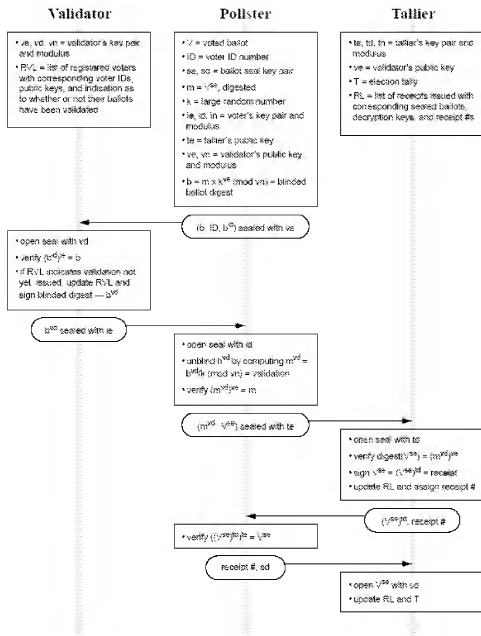 Validator
Pollster
Tallier
• ve, vd, vn = validator's key pair
and modulus
• RVL = list of registered voters
with corresponding voter IDs,
public keys, and indication as
to whether or not their ballots
have been validated
• V = voted ballot
• ID = voter ID number
• se, sd = ballot seal key pair
• m = V^se, digested
• k = large random number
• ie, id, in = voter's key pair and
modulus
• te = tallier's public key
• ve, vn = validator's public key
and modulus
• b = m x k^ve (mod vn) = blinded
ballot digest
• te, td, tn = tallier's key pair and
modulus
• ve = validator's public key
• T = election tally
• RL = list of receipts issued with
corresponding sealed ballots,
decryption keys, and receipt #s
(b, ID, b^id) sealed with ve
• open seal with vd
• verify (b^id)^ie = b
• if RVL indicates validation not
yet issued, update RVL and
sign blinded digest — b^vd
b^vd sealed with ie
• open seal with id
• unblind b^vd by computing m^vd =
b^vd/k (mod vn) = validation
• verify (m^vd)^ve = m
(m^vd, V^se) sealed with te
• open seal with td
• verify digest(V^se) = (m^vd)^ve
• sign V^se = (V^se)^td = receipt
• update RL and assign receipt #
(V^se)^td, receipt #
• verify ((V^se)^td)^te = V^se
receipt #, sd
• open V^se with sd
• update RL and T